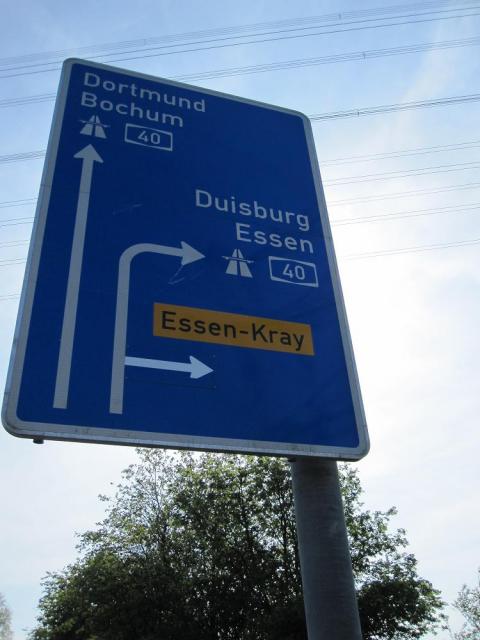 Dortmund
Bochum
40
Duisburg
Essen
40
Essen-Kray